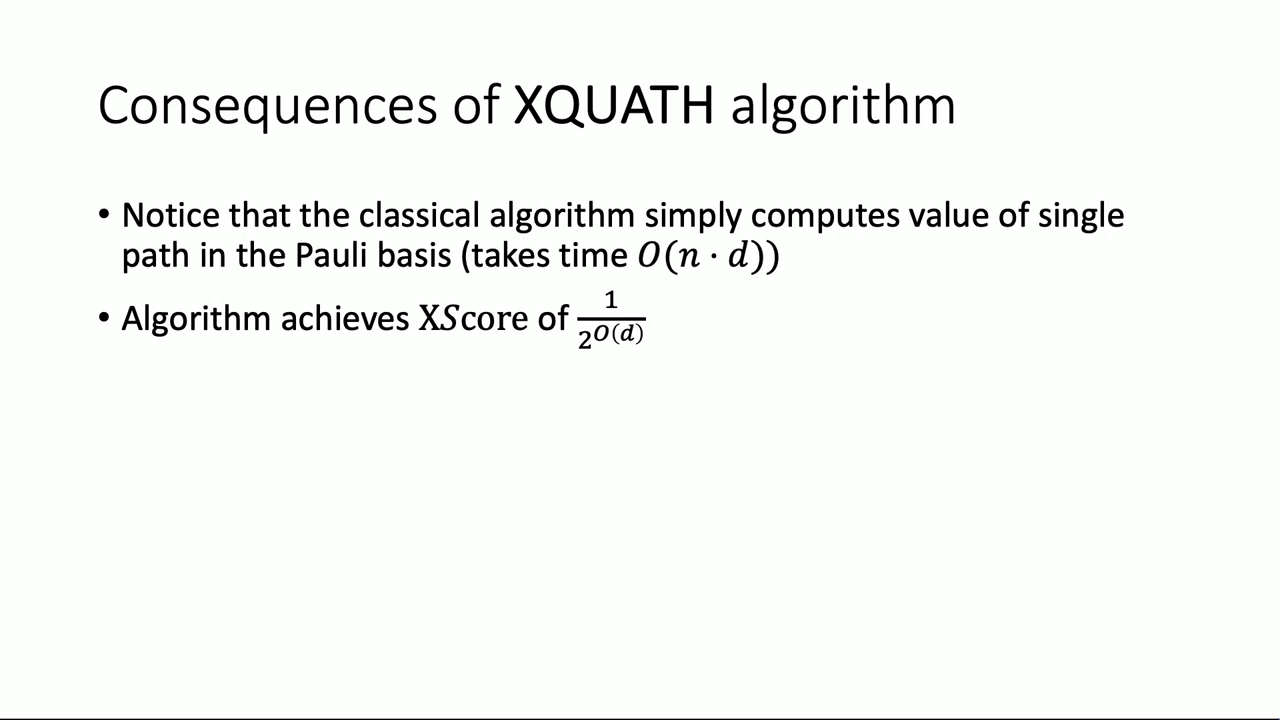 Consequences of XQUATH algorithm
• Notice that the classical algorithm simply computes value of single
path in the Pauli basis (takes time O(n · d))
• Algorithm achieves XScore of 1/2^O(d)